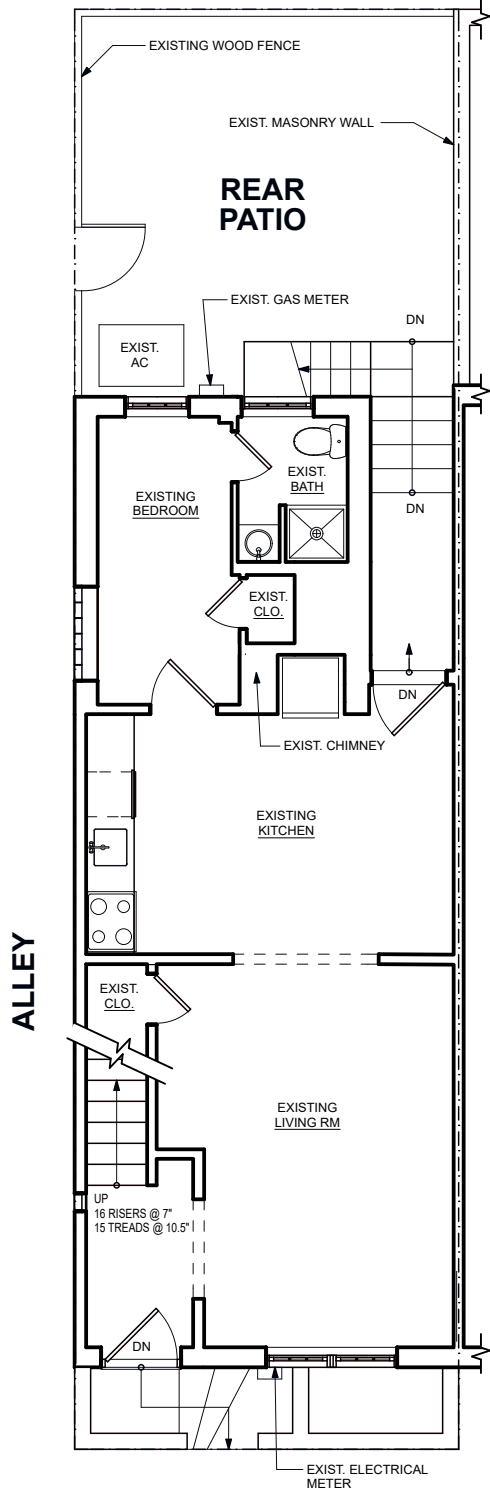 EXISTING WOOD FENCE
EXIST. MASONRY WALL
REAR
PATIO
EXIST. GAS METER
DN
EXIST.
AC
EXIST.
BATH
EXISTING
BEDROOM
DN
EXIST.
CLO.
DN
EXIST. CHIMNEY
EXISTING
KITCHEN
ALLEY
EXIST.
CLO.
EXISTING
LIVING RM
UP
16 RISERS @ 7"
15 TREADS @ 10.5"
DN
EXIST. ELECTRICAL
METER